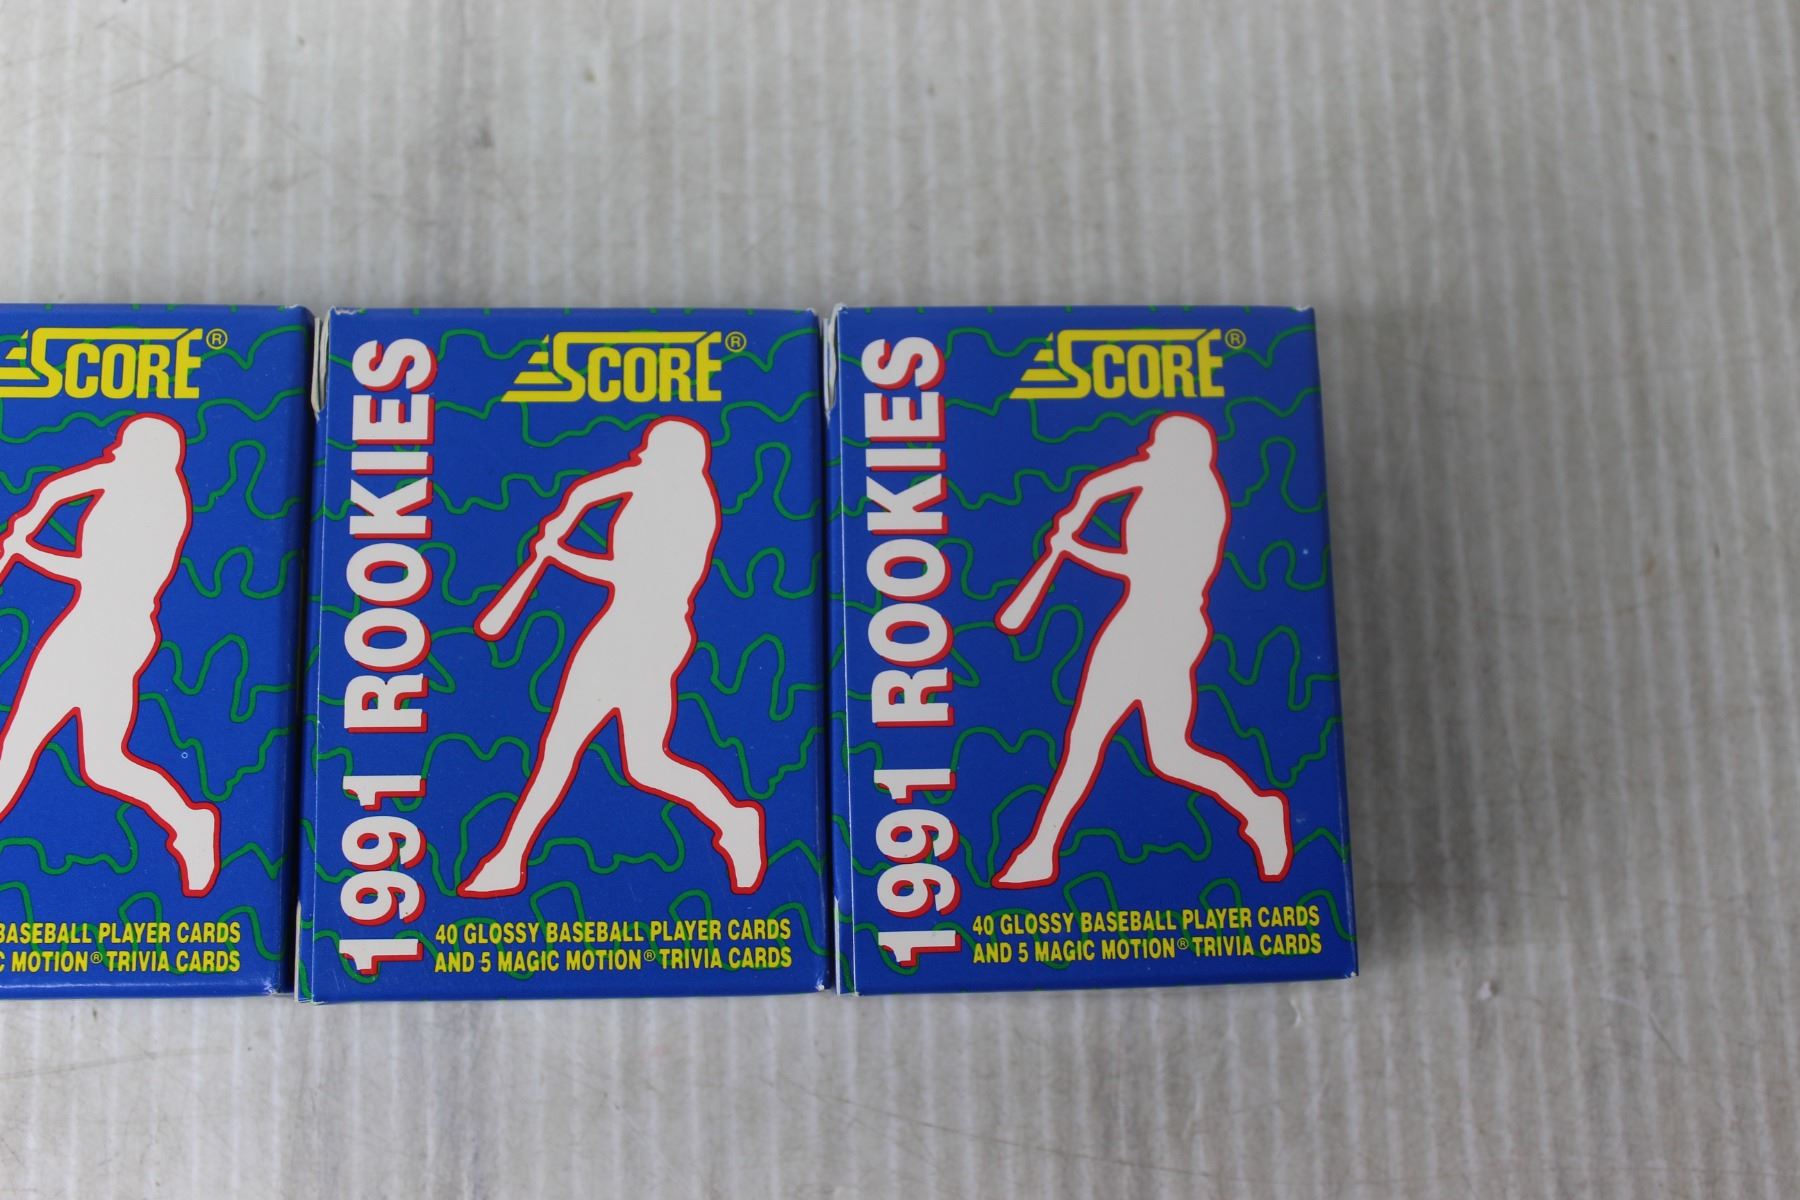 SCORE®
BASEBALL PLAYER CARDS
MOTION® TRIVIA CARDS
SCORE®
1991 ROOKIES
40 GLOSSY BASEBALL PLAYER CARDS
AND 5 MAGIC MOTION® TRIVIA CARDS
SCORE®
1991 ROOKIES
40 GLOSSY BASEBALL PLAYER CARDS
AND 5 MAGIC MOTION® TRIVIA CARDS